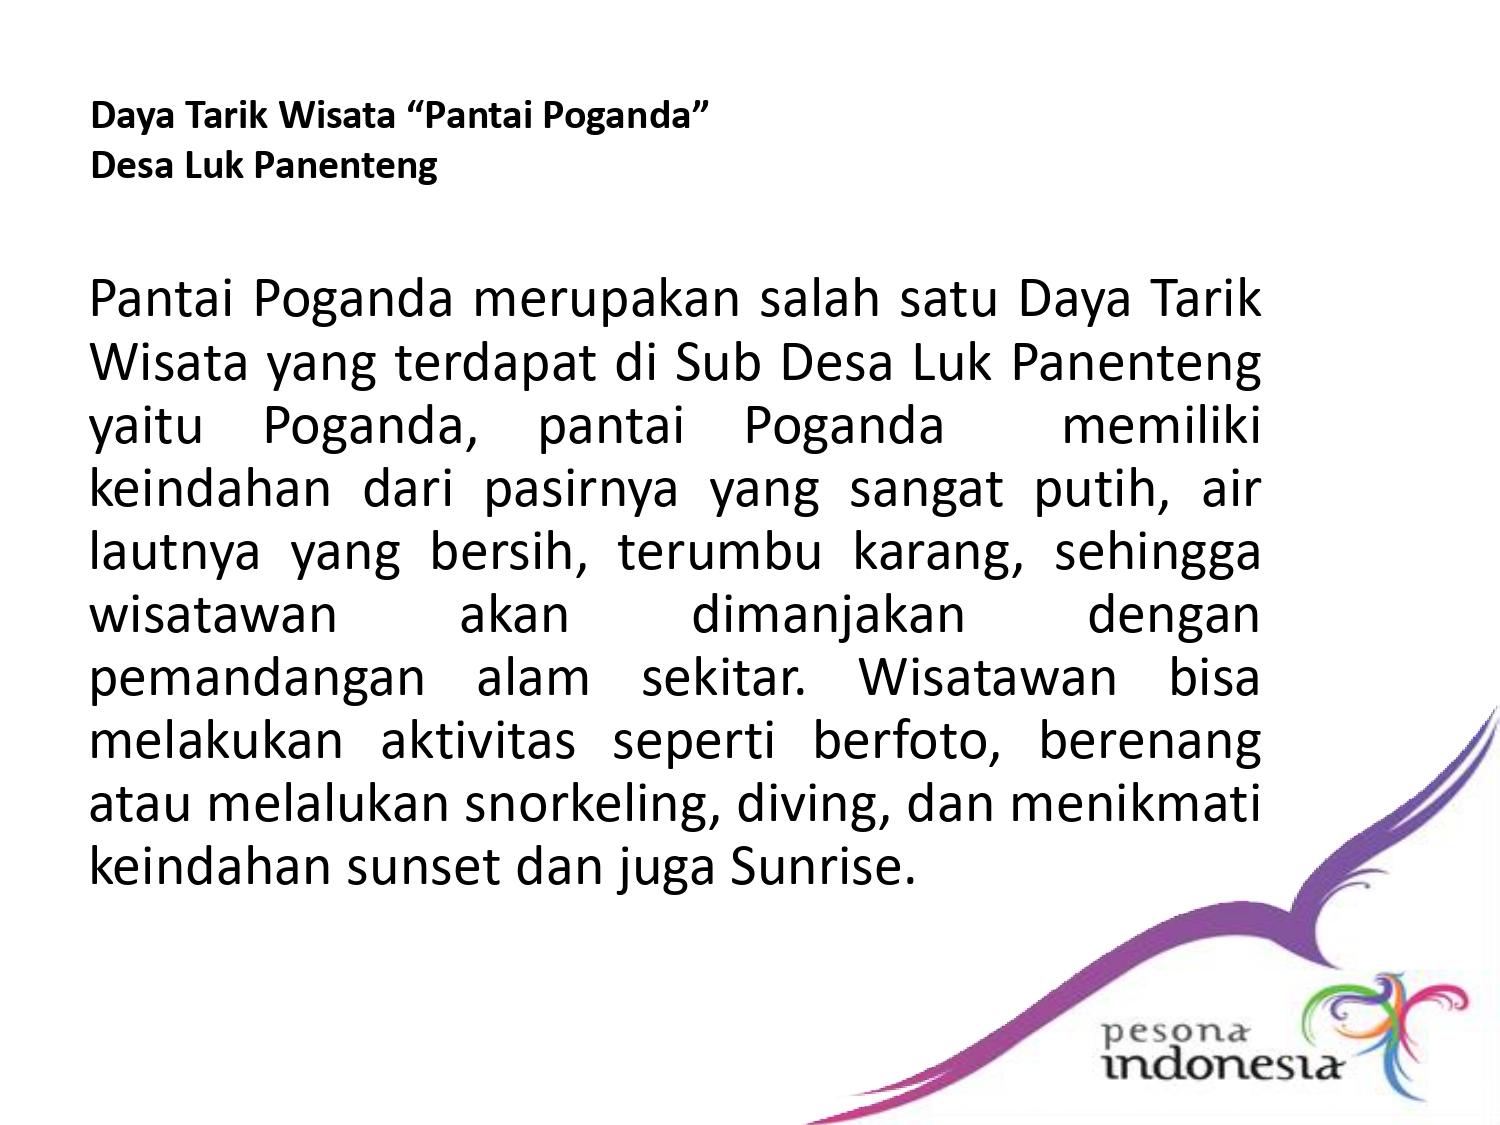 Daya Tarik Wisata “Pantai Poganda”
Desa Luk Panenteng
Pantai Poganda merupakan salah satu Daya Tarik
Wisata yang terdapat di Sub Desa Luk Panenteng
yaitu Poganda, pantai Poganda memiliki
keindahan dari pasirnya yang sangat putih, air
lautnya yang bersih, terumbu karang, sehingga
wisatawan akan dimanjakan dengan
pemandangan alam sekitar. Wisatawan bisa
melakukan aktivitas seperti berfoto, berenang
atau melalukan snorkeling, diving, dan menikmati
keindahan sunset dan juga Sunrise.
pesona
indonesia